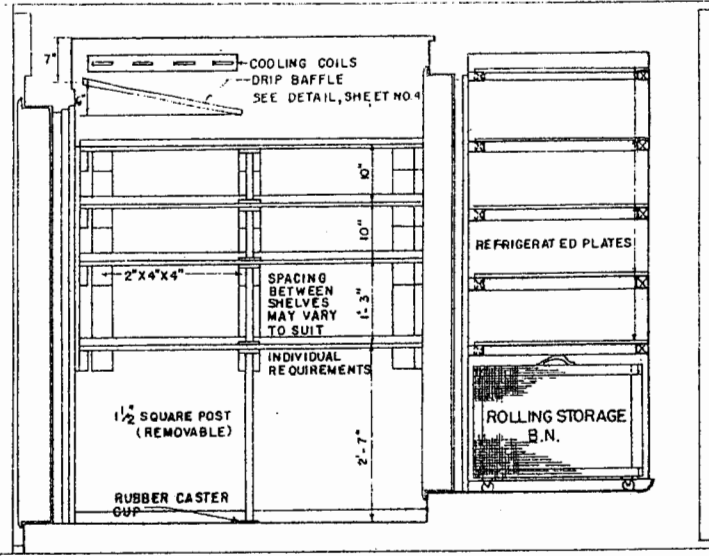 7"
COOLING COILS
DRIP BAFFLE
SEE DETAIL, SHEET NO.4
6"
10"
10"
REFRIGERATED PLATES
2"X4"X4"
SPACING
BETWEEN
SHELVES
MAY VARY
TO SUIT
INDIVIDUAL
REQUIREMENTS
1'-3"
1½" SQUARE POST
(REMOVABLE)
2'-7"
ROLLING STORAGE
B.N.
RUBBER CASTER
CUP